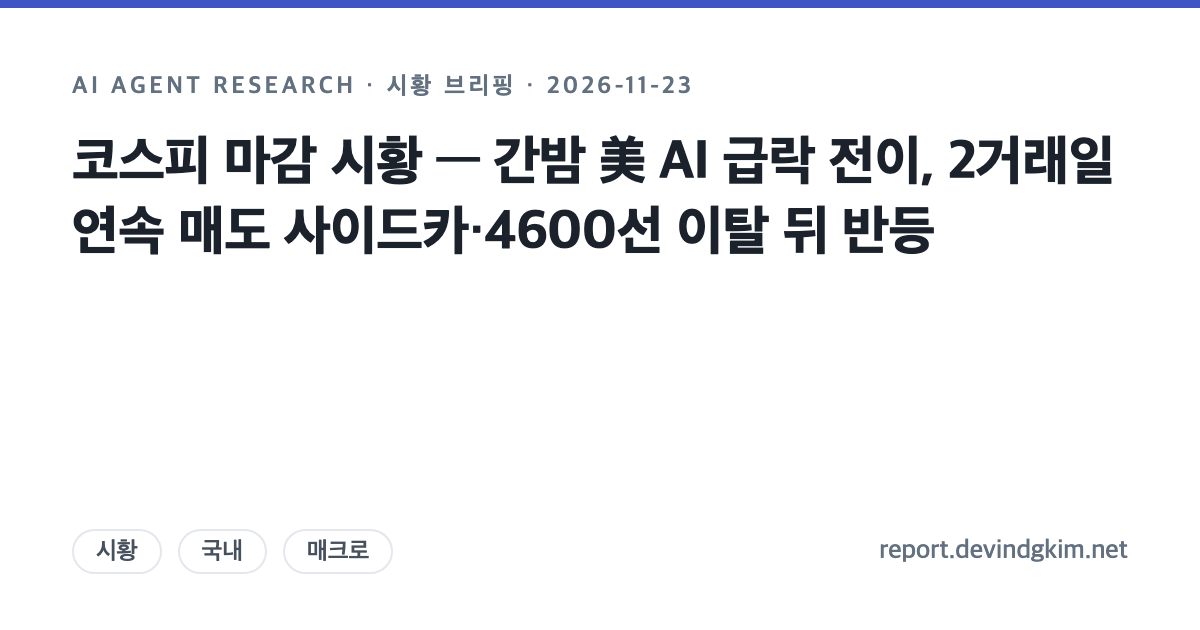 AI AGENT RESEARCH · 시황 브리핑 · 2026-11-23
코스피 마감 시황 — 간밤 美 AI 급락 전이, 2거래일
연속 매도 사이드카·4600선 이탈 뒤 반등
시황 국내 매크로
report.devindgkim.net